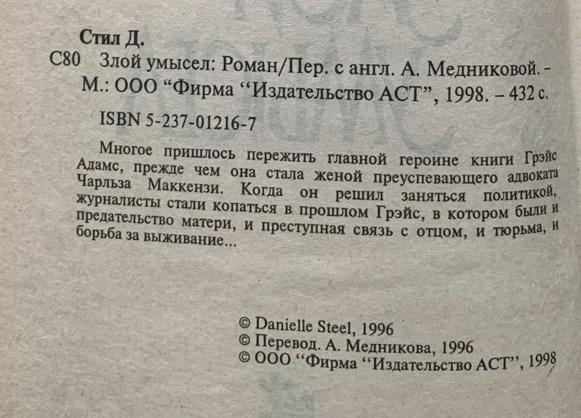 Стил Д.
С80 Злой умысел: Роман/Пер. с англ. А. Медниковой. –
М.: ООО "Фирма "Издательство АСТ", 1998. – 432 с.
ISBN 5-237-01216-7
Многое пришлось пережить главной героине книги Грэйс
Адамс, прежде чем она стала женой преуспевающего адвоката
Чарльза Маккензи. Когда он решил заняться политикой,
журналисты стали копаться в прошлом Грэйс, в котором были и
предательство матери, и преступная связь с отцом, и тюрьма, и
борьба за выживание...
© Danielle Steel, 1996
© Перевод. А. Медникова, 1996
© ООО "Фирма "Издательство АСТ", 1998